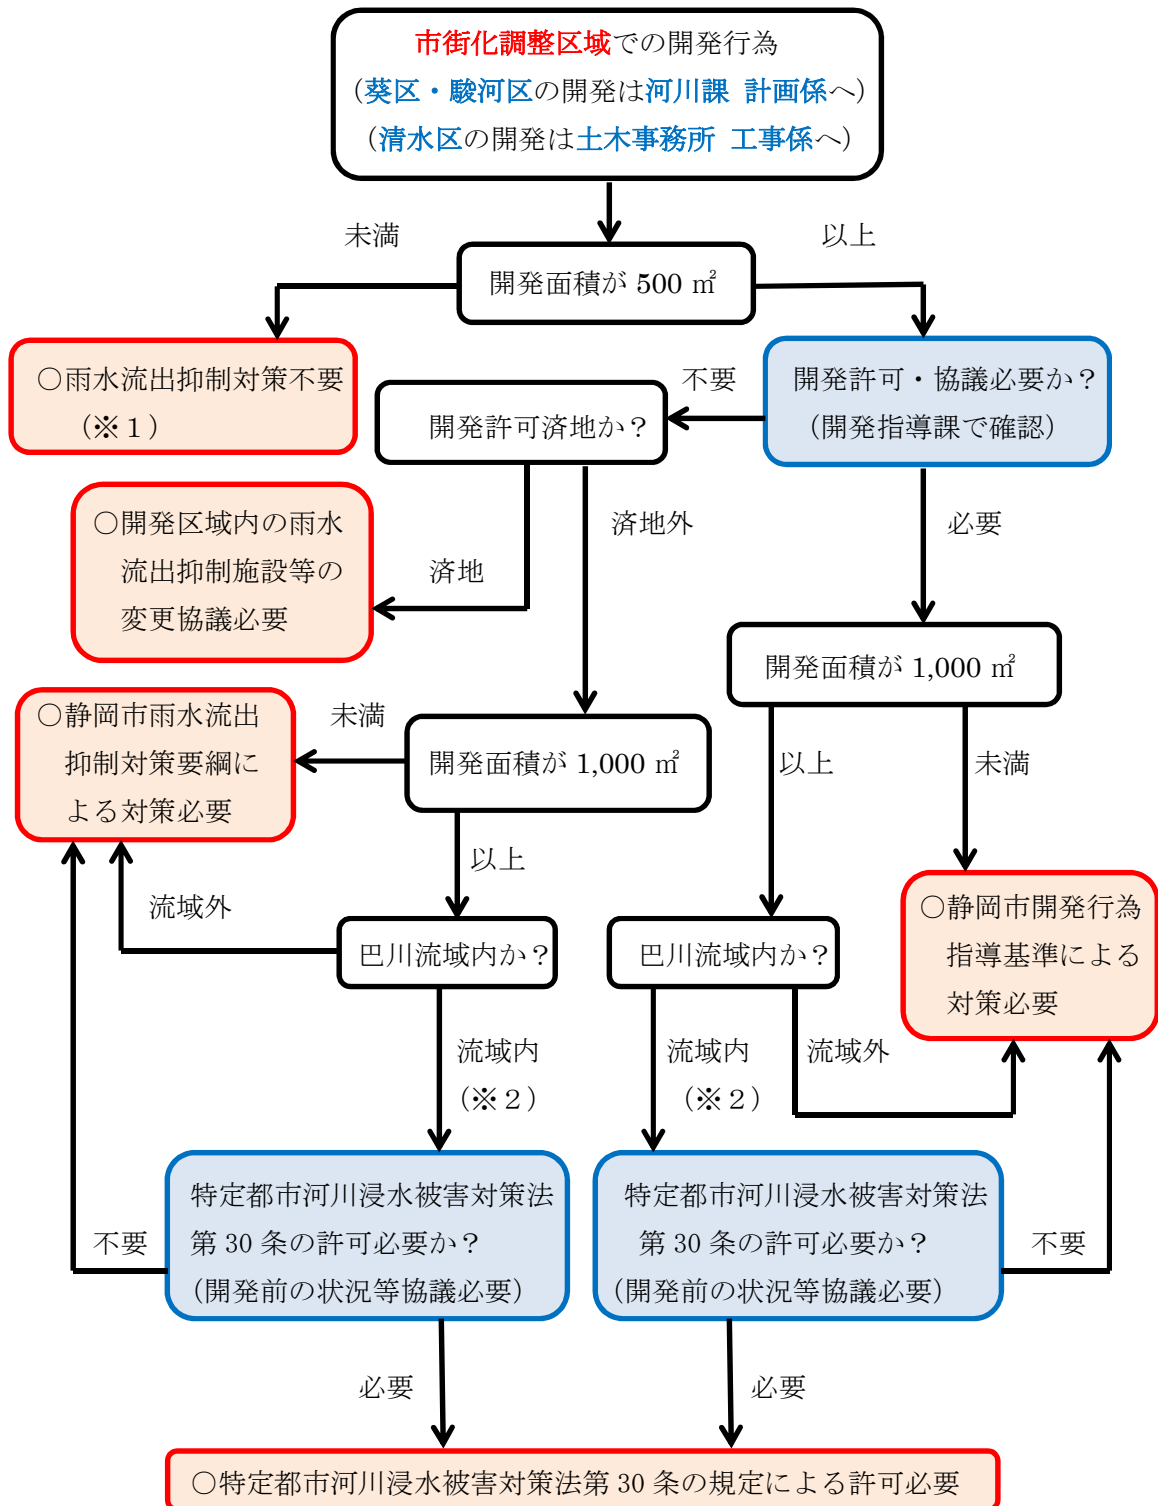 市街化調整区域での開発行為
（葵区・駿河区の開発は河川課 計画係へ）
（清水区の開発は土木事務所 工事係へ）
未満
以上
開発面積が 500 ㎡
○雨水流出抑制対策不要
（※１）
不要
開発許可・協議必要か？
（開発指導課で確認）
開発許可済地か？
○開発区域内の雨水
流出抑制施設等の
変更協議必要
済地
済地外
必要
開発面積が 1,000 ㎡
○静岡市雨水流出
抑制対策要綱に
よる対策必要
未満
開発面積が 1,000 ㎡
以上
未満
以上
流域外
巴川流域内か？
巴川流域内か？
○静岡市開発行為
指導基準による
対策必要
流域内
（※２）
流域内
（※２）
流域外
特定都市河川浸水被害対策法
第 30 条の許可必要か？
（開発前の状況等協議必要）
不要
特定都市河川浸水被害対策法
第 30 条の許可必要か？
（開発前の状況等協議必要）
不要
必要
必要
○特定都市河川浸水被害対策法第 30 条の規定による許可必要